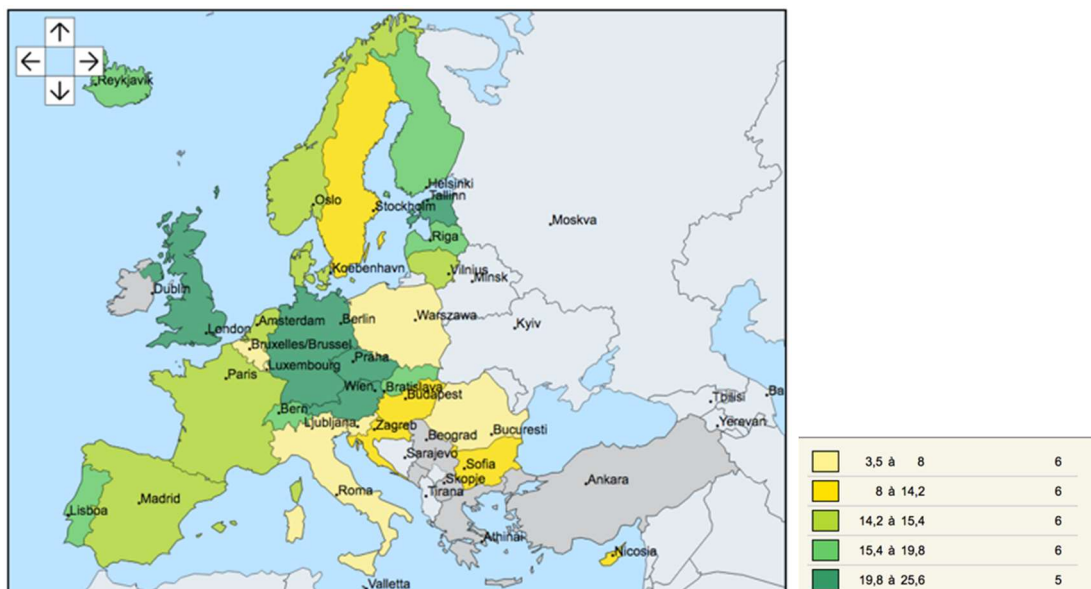 Reykjavik
Helsinki
Tallinn
Oslo
Stockholm
Moskva
Riga
Koebenhavn
Vilnius
Minsk
Dublin
Amsterdam
Berlin
Warszawa
Kyiv
London
Bruxelles/Brussel
Praha
Luxembourg
Paris
Wien
Bratislava
Budapest
Tbilisi
Ba
Bern
Ljubljana
Zagreb
Beograd
Bucuresti
Yerevan
Sarajevo
Sofia
Skopje
Ankara
Roma
Tirana
Madrid
Lisboa
Athinai
Nicosia
Valletta
3,5 à 8 6
8 à 14,2 6
14,2 à 15,4 6
15,4 à 19,8 6
19,8 à 25,6 5